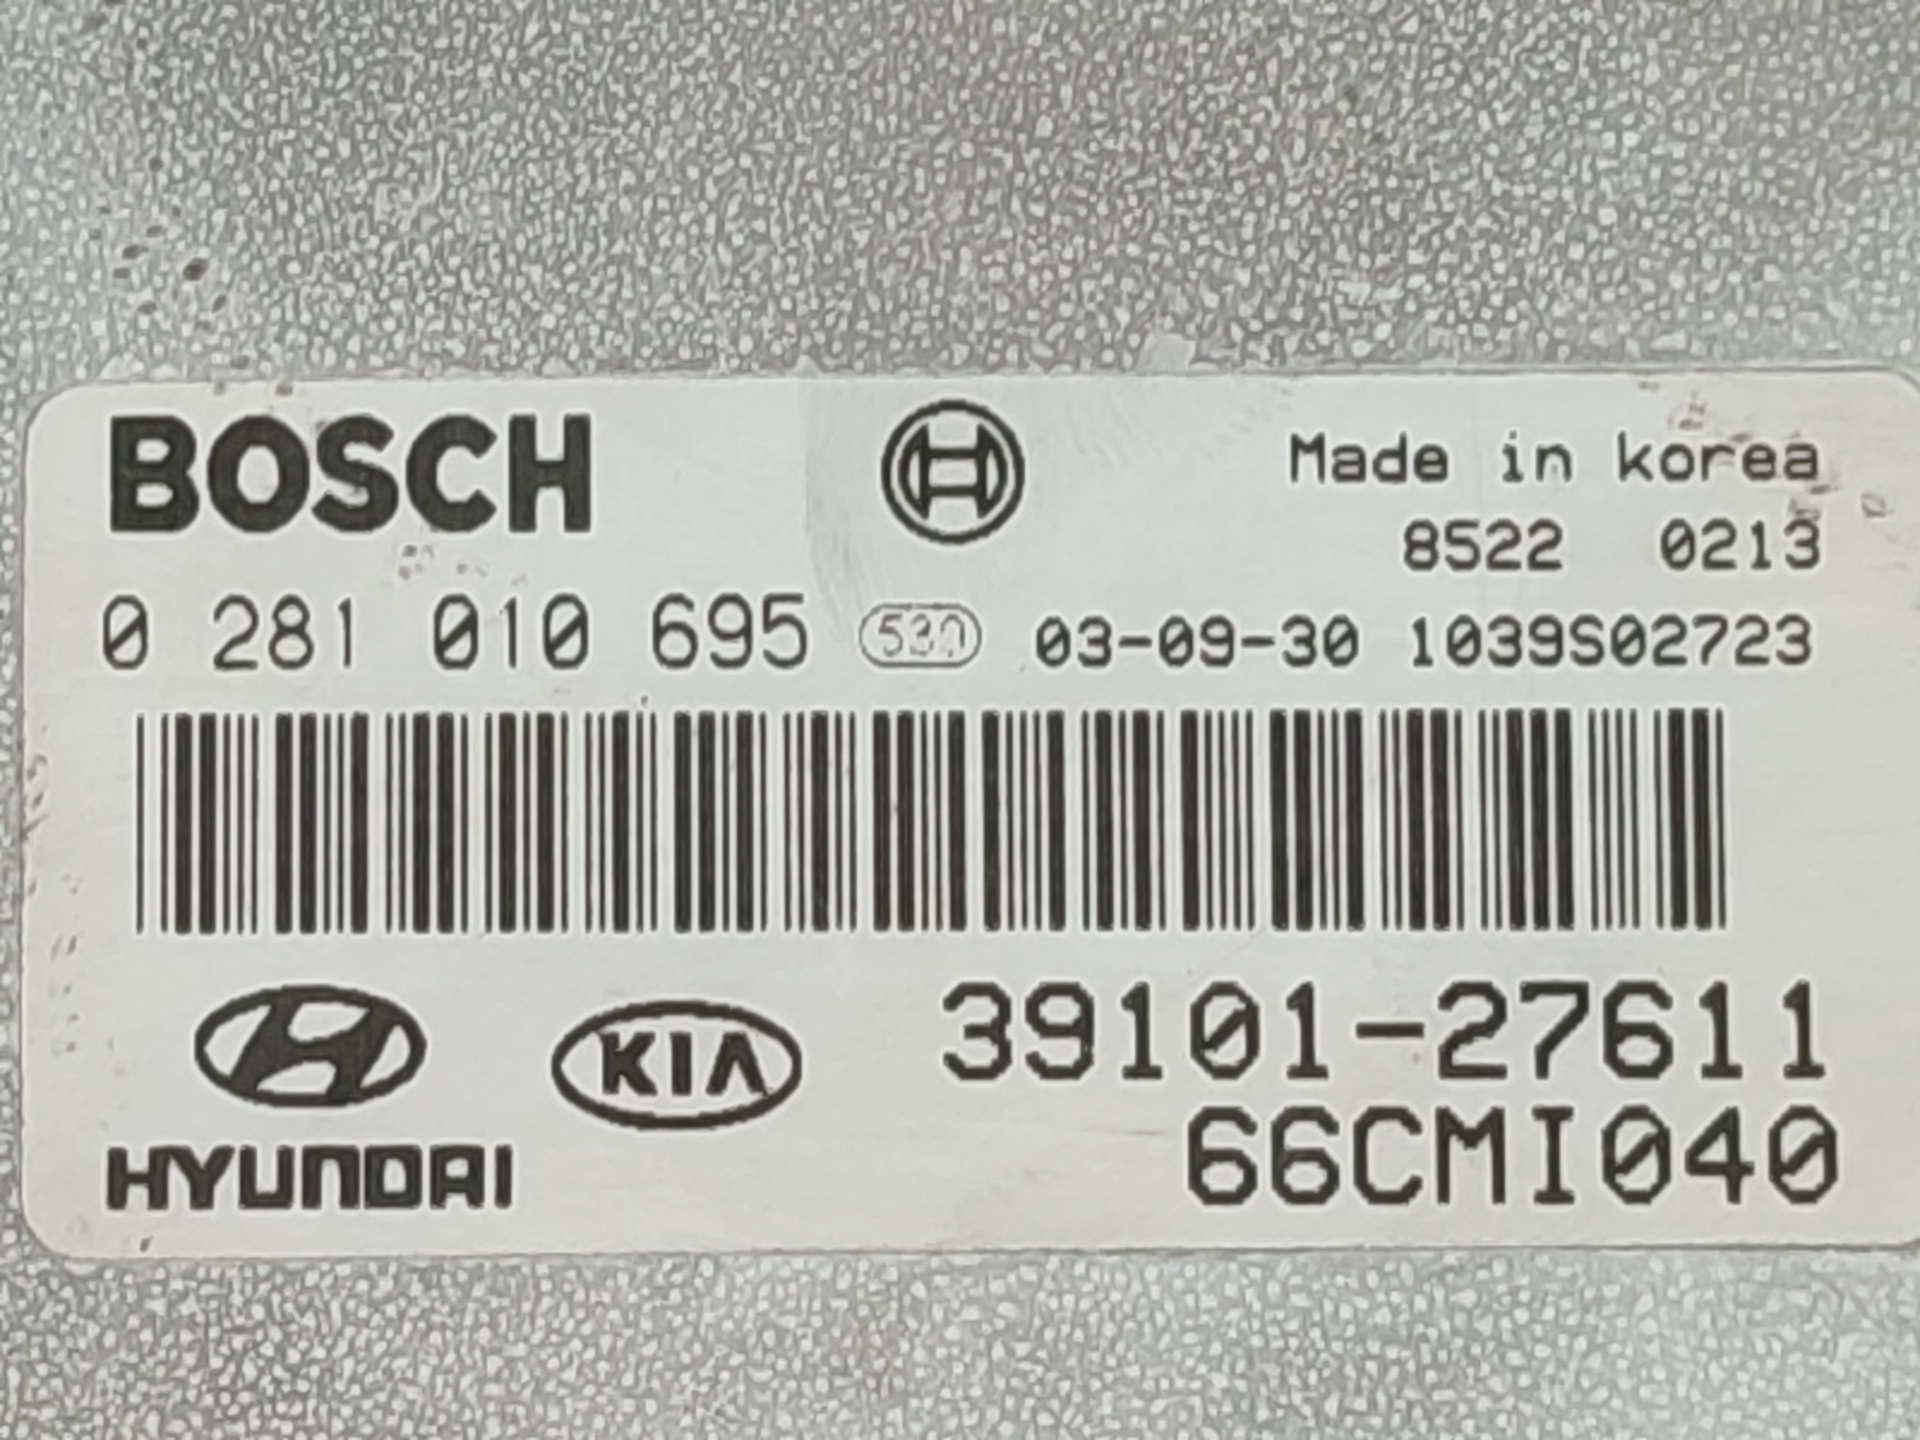 BOSCH
Made in korea
8522 0213
0 281 010 695 530 03-09-30 1039S02723
39101-27611
KIA
66CMI040
HYUNDAI